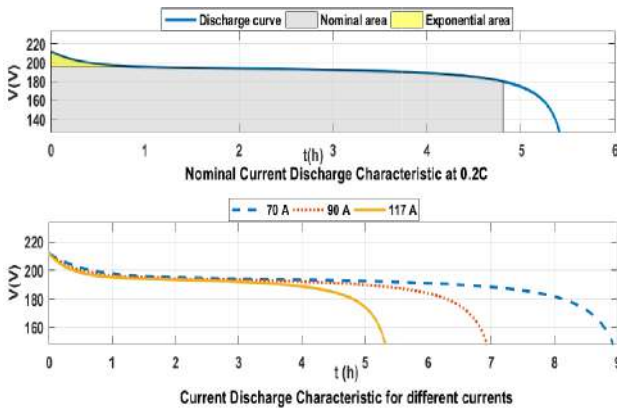 Discharge curve Nominal area Exponential area
220
200
180
160
140
V(V)
0 1 2 3 4 5 6
t(h)
Nominal Current Discharge Characteristic at 0.2C
70 A 90 A 117 A
220
200
180
160
V(V)
0 1 2 3 4 5 6 7 8 9
t (h)
Current Discharge Characteristic for different currents